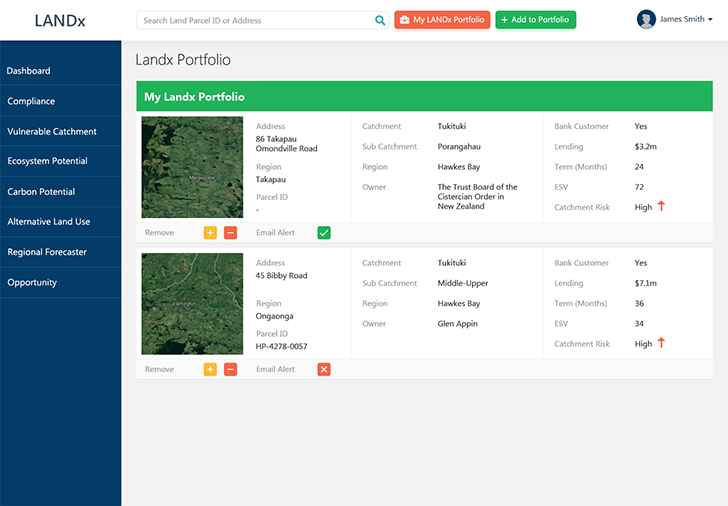 LANDx
Search Land Parcel ID or Address
My LANDx Portfolio
+ Add to Portfolio
James Smith
Dashboard
Compliance
Vulnerable Catchment
Ecosystem Potential
Carbon Potential
Alternative Land Use
Regional Forecaster
Opportunity
Landx Portfolio
My Landx Portfolio
Address
86 Takapau
Omondville Road
Region
Takapau
Parcel ID
-
Catchment Tukituki
Sub Catchment Porangahau
Region Hawkes Bay
Owner The Trust Board of the
Cistercian Order in
New Zealand
Bank Customer Yes
Lending $3.2m
Term (Months) 24
ESV 72
Catchment Risk High
Remove
Email Alert
Address
45 Bibby Road
Region
Ongaonga
Parcel ID
HP-4278-0057
Catchment Tukituki
Sub Catchment Middle-Upper
Region Hawkes Bay
Owner Glen Appin
Bank Customer Yes
Lending $7.1m
Term (Months) 36
ESV 34
Catchment Risk High
Remove
Email Alert